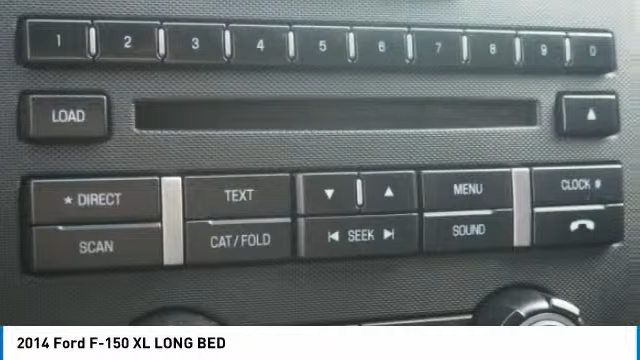 1 2 3 4 5 6 7 8 9 0
LOAD
* DIRECT TEXT MENU CLOCK #
SCAN CAT/FOLD SEEK SOUND
2014 Ford F-150 XL LONG BED